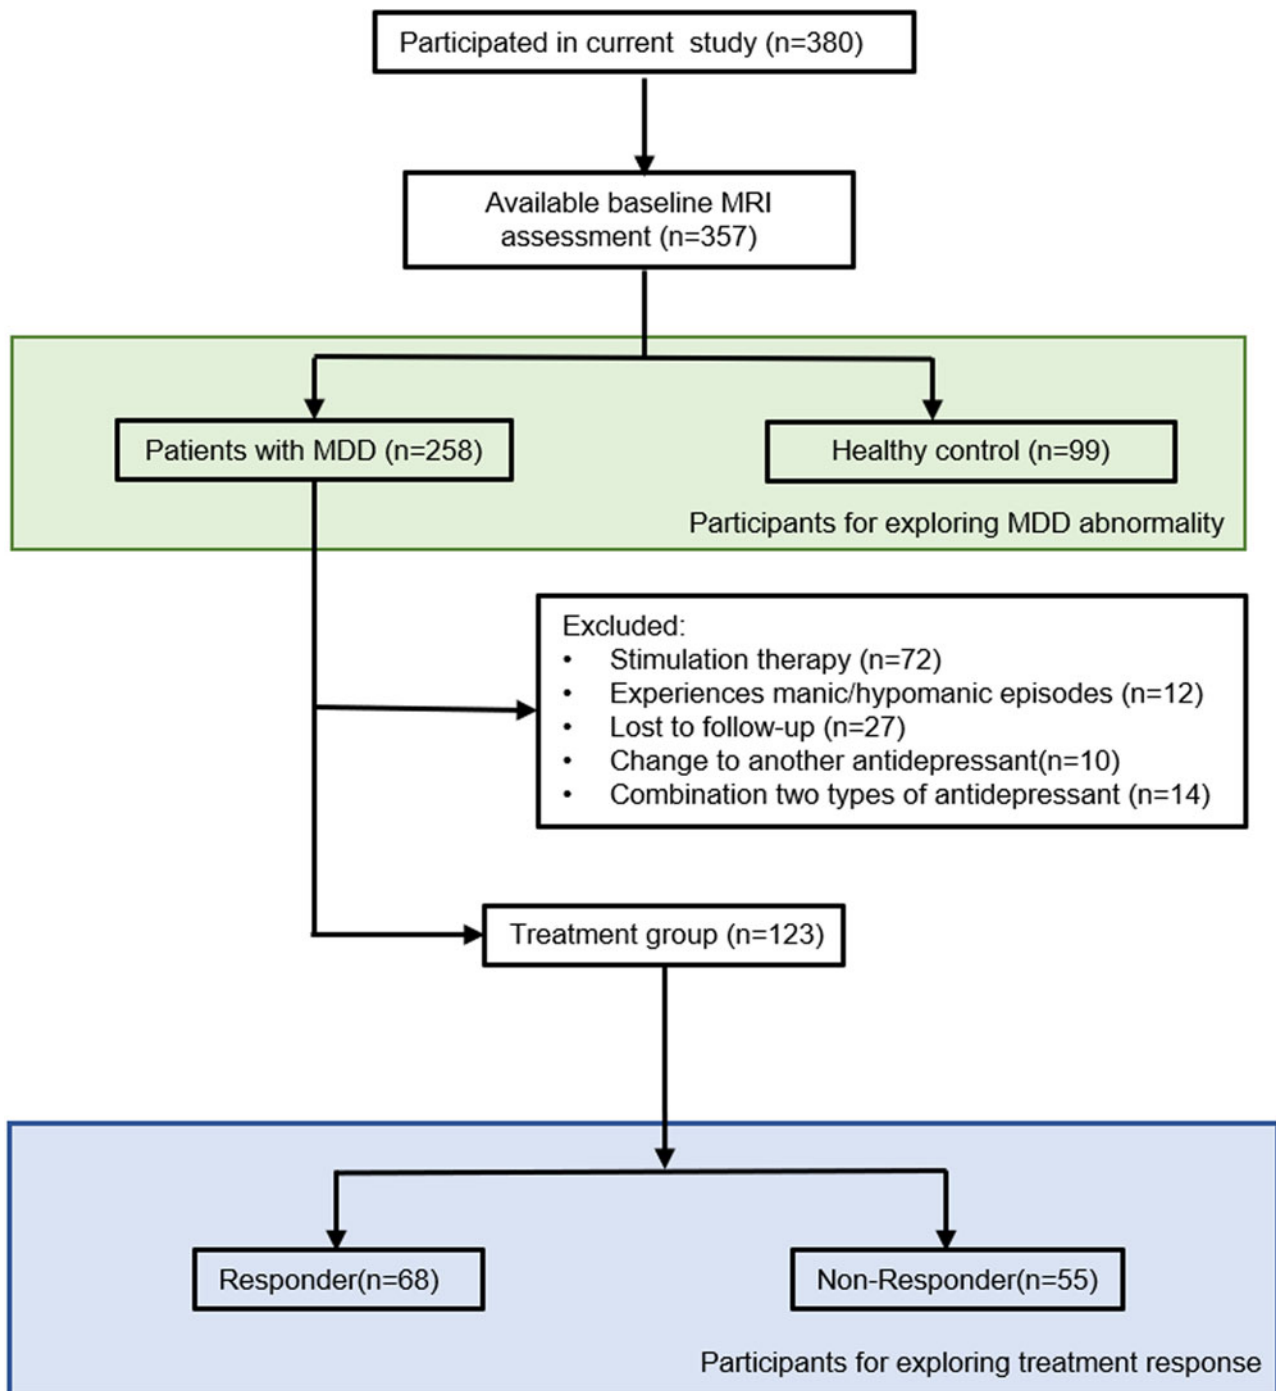 Participated in current study (n=380)
Available baseline MRI
assessment (n=357)
Patients with MDD (n=258)
Healthy control (n=99)
Participants for exploring MDD abnormality
Excluded:
• Stimulation therapy (n=72)
• Experiences manic/hypomanic episodes (n=12)
• Lost to follow-up (n=27)
• Change to another antidepressant(n=10)
• Combination two types of antidepressant (n=14)
Treatment group (n=123)
Responder(n=68)
Non-Responder(n=55)
Participants for exploring treatment response